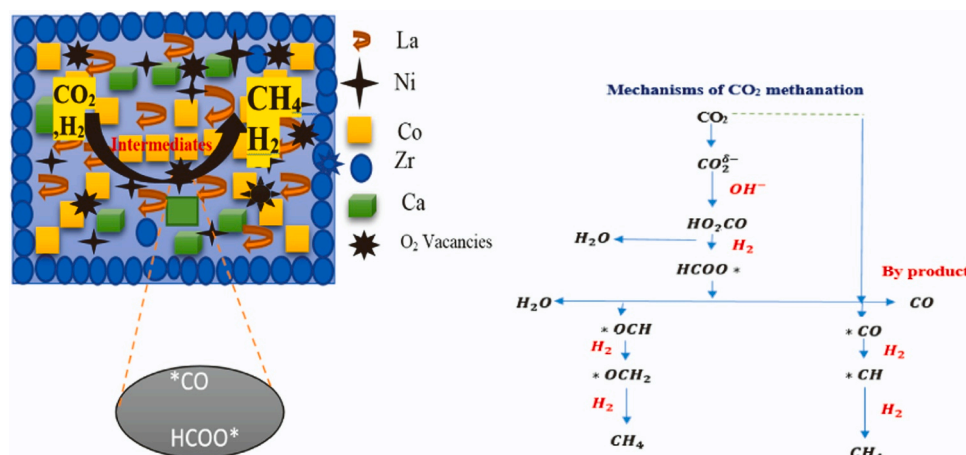 CO₂
,H₂
Intermediates
CH₄
H₂
La
Ni
Co
Zr
Ca
O₂ Vacancies
*CO
HCOO*
Mechanisms of CO₂ methanation
CO₂
CO₂^δ−
OH⁻
HO₂CO
H₂O
H₂
HCOO *
By product
H₂O
CO
* OCH
* CO
H₂
H₂
* OCH₂
* CH
H₂
H₂
CH₄